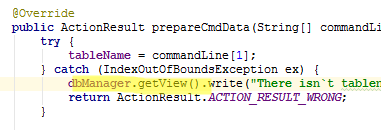 @Override
public ActionResult prepareCmdData(String[] commandLi
try {
tableName = commandLine[1];
} catch (IndexOutOfBoundsException ex) {
dbManager.getView().write("There isn`t tablen
return ActionResult.ACTION_RESULT_WRONG;
}